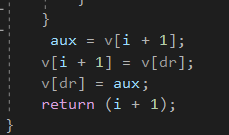 }
}
aux = v[i + 1];
v[i + 1] = v[dr];
v[dr] = aux;
return (i + 1);
}